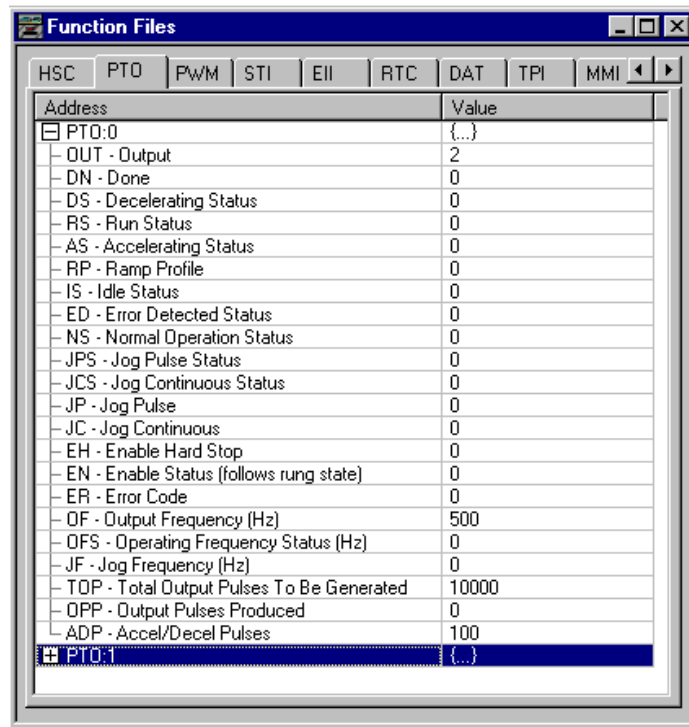 Function Files
HSC PTO PWM STI EII RTC DAT TPI MMI
Address Value
PTO:0 {...}
OUT - Output 2
DN - Done 0
DS - Decelerating Status 0
RS - Run Status 0
AS - Accelerating Status 0
RP - Ramp Profile 0
IS - Idle Status 0
ED - Error Detected Status 0
NS - Normal Operation Status 0
JPS - Jog Pulse Status 0
JCS - Jog Continuous Status 0
JP - Jog Pulse 0
JC - Jog Continuous 0
EH - Enable Hard Stop 0
EN - Enable Status (follows rung state) 0
ER - Error Code 0
OF - Output Frequency (Hz) 500
OFS - Operating Frequency Status (Hz) 0
JF - Jog Frequency (Hz) 0
TOP - Total Output Pulses To Be Generated 10000
OPP - Output Pulses Produced 0
ADP - Accel/Decel Pulses 100
PTO:1 {...}